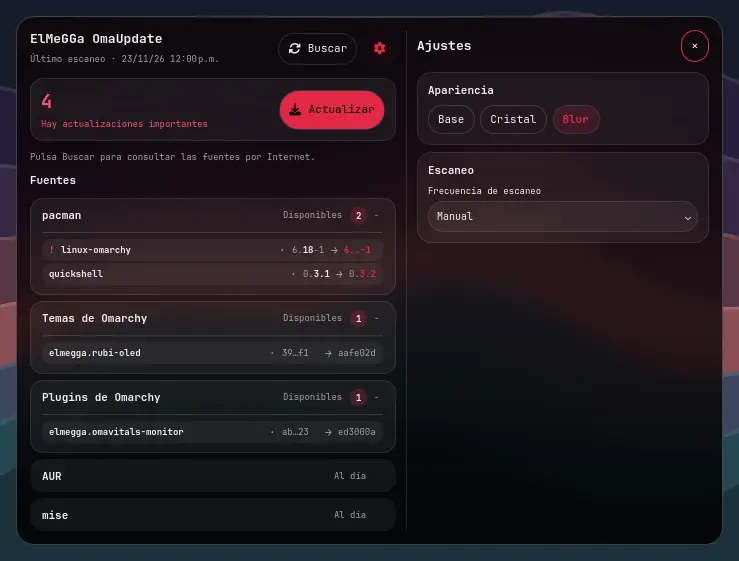 ElMeGGa OmaUpdate
Último escaneo · 23/11/26 12:00p.m.
Buscar
4
Hay actualizaciones importantes
Actualizar
Pulsa Buscar para consultar las fuentes por Internet.
Fuentes
pacman Disponibles 2 -
! linux-omarchy · 6.18-1 → 6.…-1
quickshell · 0.3.1 → 0.3.2
Temas de Omarchy Disponibles 1 -
elmegga.rubi-oled · 39…f1 → aafe02d
Plugins de Omarchy Disponibles 1 -
elmegga.omavitals-monitor · ab…23 → ed3000a
AUR Al día
mise Al día
Ajustes ×
Apariencia
Base Cristal Blur
Escaneo
Frecuencia de escaneo
Manual